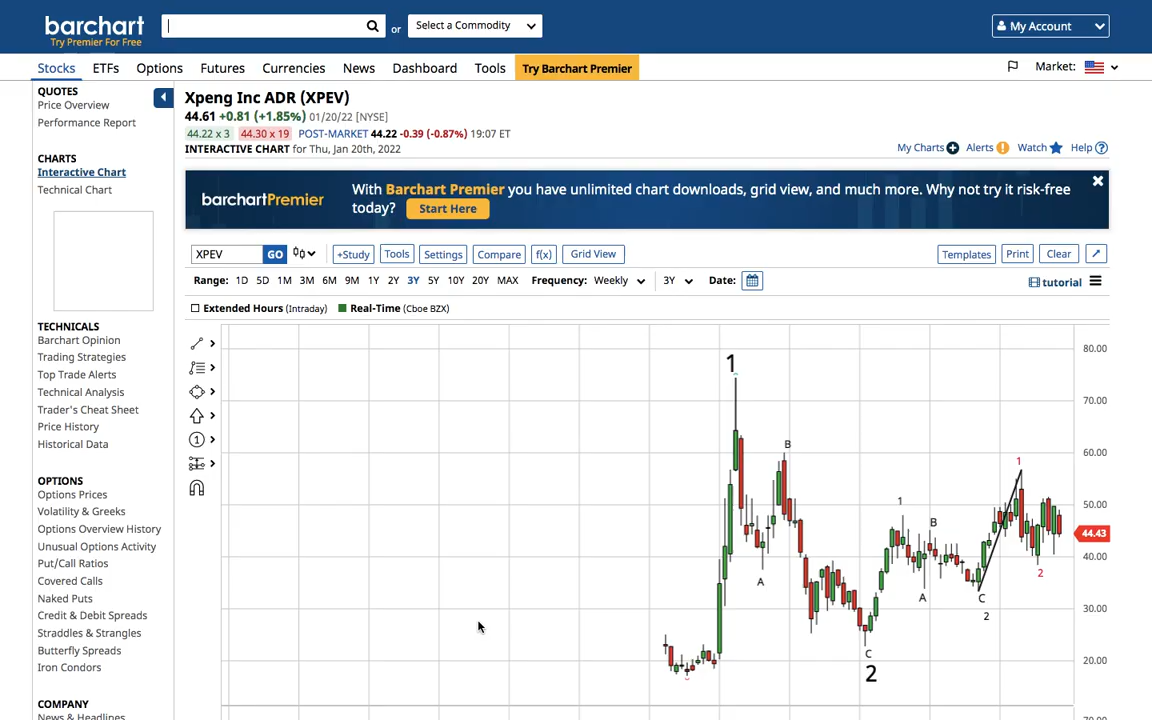 barchart
Try Premier For Free
or
Select a Commodity
My Account
Stocks ETFs Options Futures Currencies News Dashboard Tools Try Barchart Premier
Market:
QUOTES
Price Overview
Performance Report
CHARTS
Interactive Chart
Technical Chart
TECHNICALS
Barchart Opinion
Trading Strategies
Top Trade Alerts
Technical Analysis
Trader's Cheat Sheet
Price History
Historical Data
OPTIONS
Options Prices
Volatility & Greeks
Options Overview History
Unusual Options Activity
Put/Call Ratios
Covered Calls
Naked Puts
Credit & Debit Spreads
Straddles & Strangles
Butterfly Spreads
Iron Condors
COMPANY
News & Headlines
Xpeng Inc ADR (XPEV)
44.61 +0.81 (+1.85%) 01/20/22 [NYSE]
44.22 x 3 44.30 x 19 POST-MARKET 44.22 -0.39 (-0.87%) 19:07 ET
INTERACTIVE CHART for Thu, Jan 20th, 2022
My Charts Alerts Watch Help
barchartPremier
With Barchart Premier you have unlimited chart downloads, grid view, and much more. Why not try it risk-free
today? Start Here
XPEV GO +Study Tools Settings Compare f(x) Grid View Templates Print Clear
Range: 1D 5D 1M 3M 6M 9M 1Y 2Y 3Y 5Y 10Y 20Y MAX Frequency: Weekly 3Y Date:
tutorial
Extended Hours (Intraday) Real-Time (Cboe BZX)
80.00
1
70.00
B
60.00
1
1
50.00
B
44.43
40.00
A
2
A
C
30.00
2
C
20.00
2
70.00